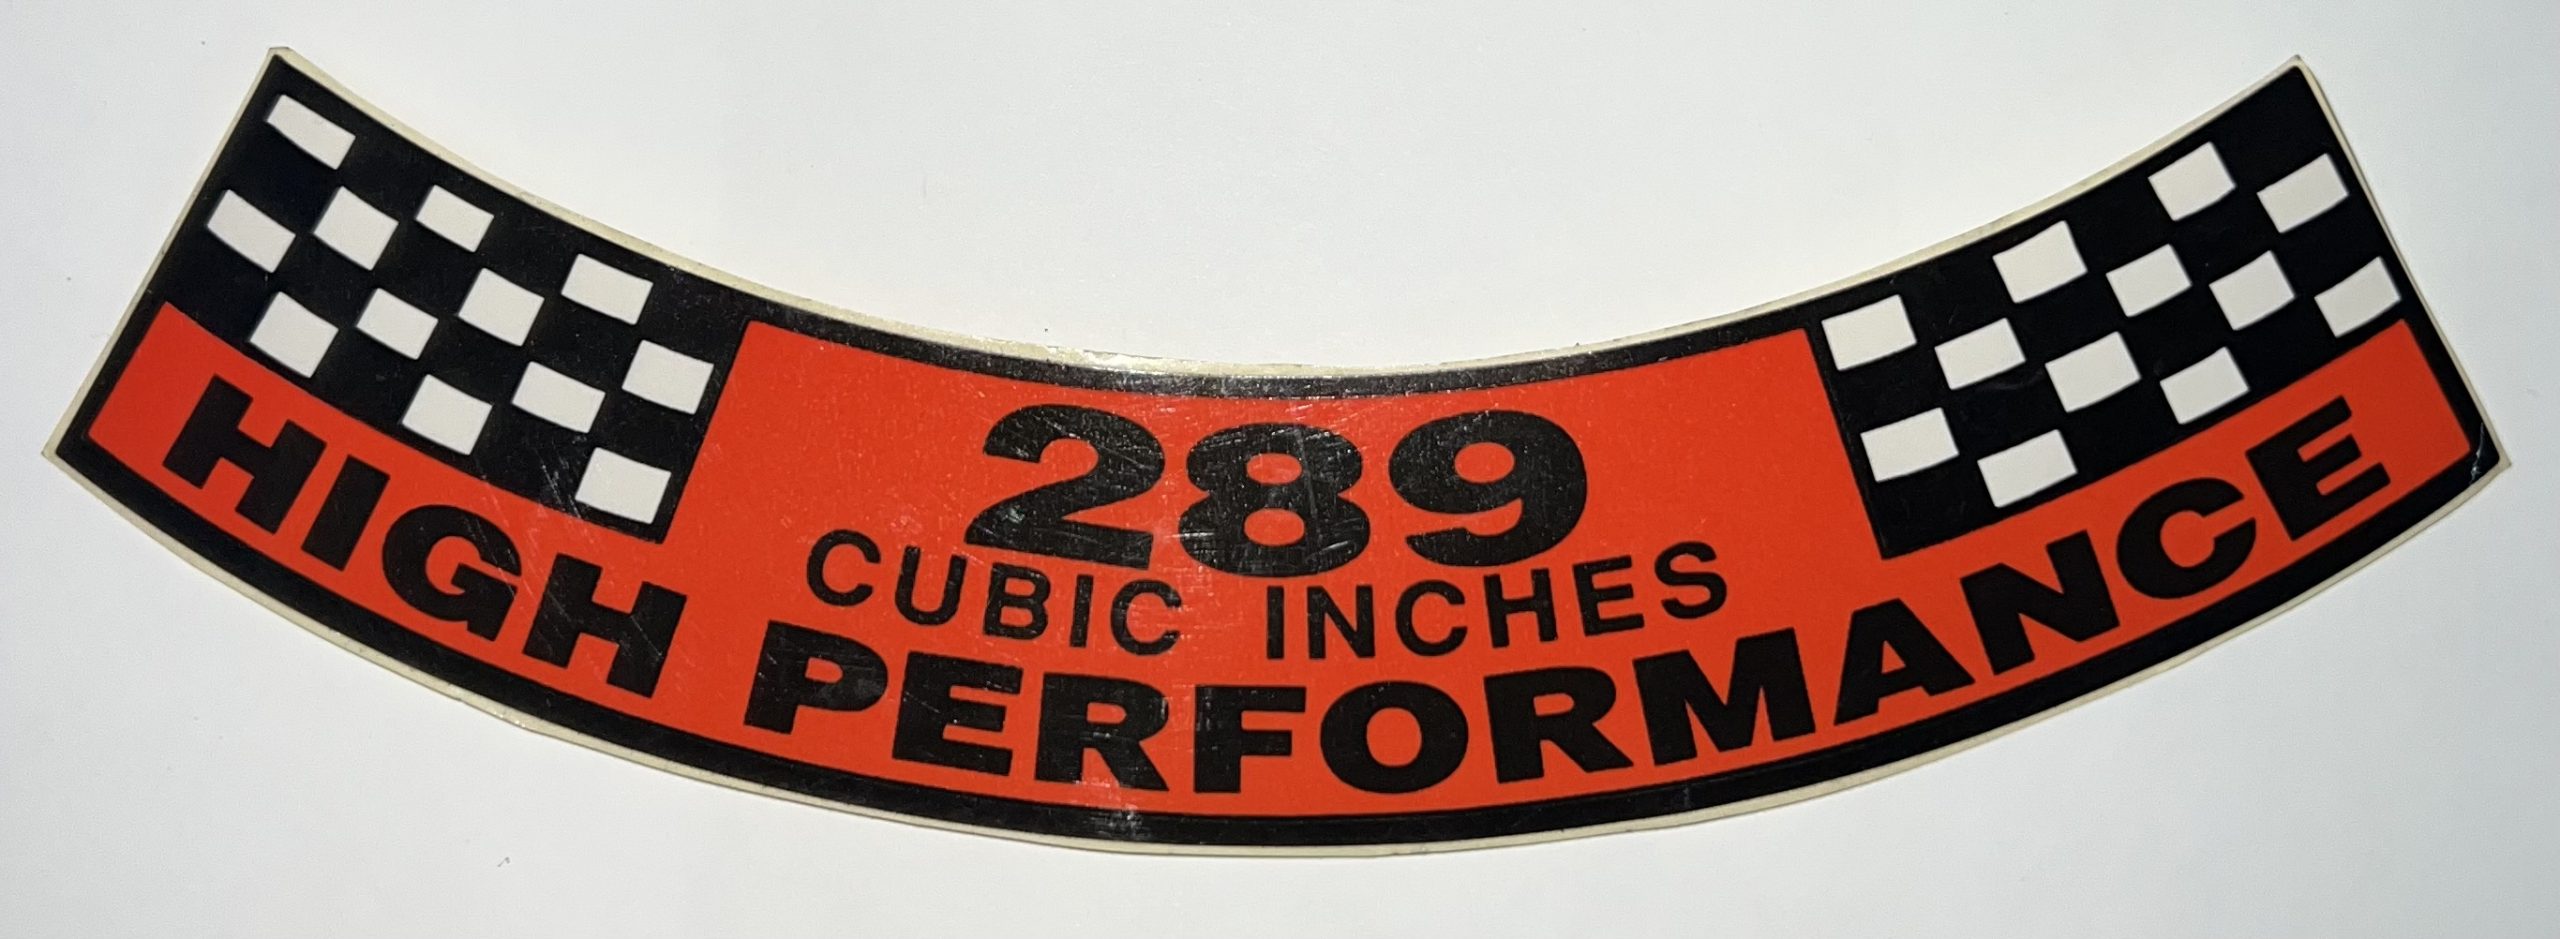 289
CUBIC INCHES
HIGH PERFORMANCE